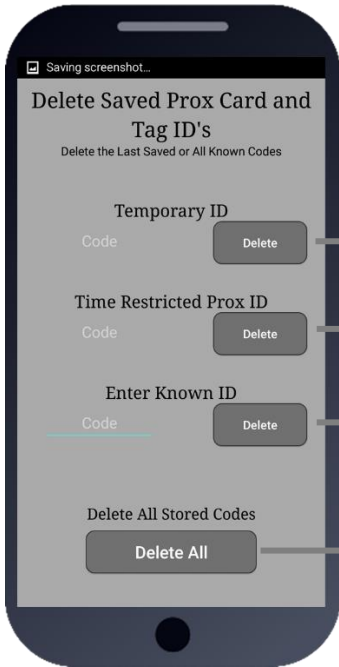 Saving screenshot...
Delete Saved Prox Card and
Tag ID's
Delete the Last Saved or All Known Codes
Temporary ID
Code
Delete
Time Restricted Prox ID
Code
Delete
Enter Known ID
Code
Delete
Delete All Stored Codes
Delete All